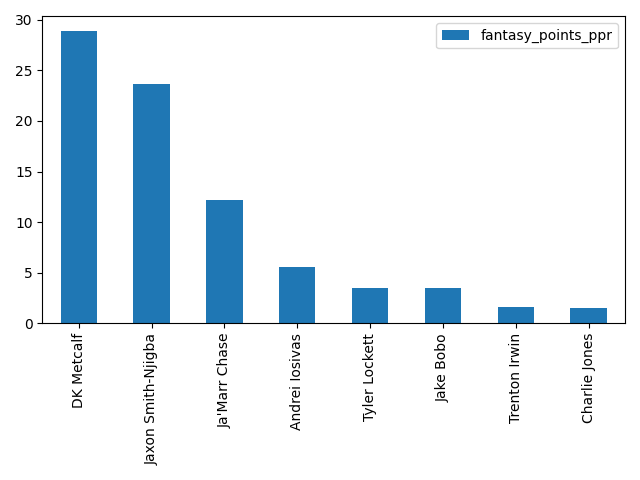 fantasy_points_ppr
30
25
20
15
10
5
0
DK Metcalf
Jaxon Smith-Njigba
Ja'Marr Chase
Andrei Iosivas
Tyler Lockett
Jake Bobo
Trenton Irwin
Charlie Jones